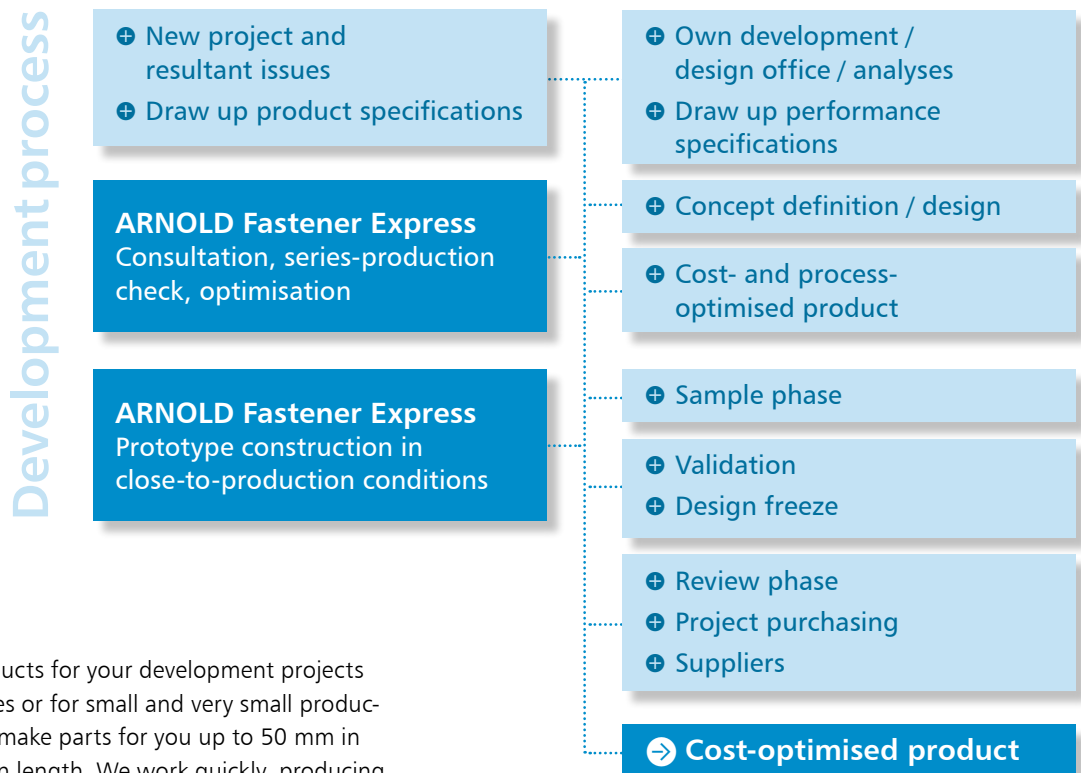 Development process
New project and
resultant issues
Draw up product specifications
ARNOLD Fastener Express
Consultation, series-production
check, optimisation
ARNOLD Fastener Express
Prototype construction in
close-to-production conditions
Own development /
design office / analyses
Draw up performance
specifications
Concept definition / design
Cost- and process-
optimised product
Sample phase
Validation
Design freeze
Review phase
Project purchasing
Suppliers
Cost-optimised product
ucts for your development projects
es or for small and very small produc-
make parts for you up to 50 mm in
length. We work quickly, producing